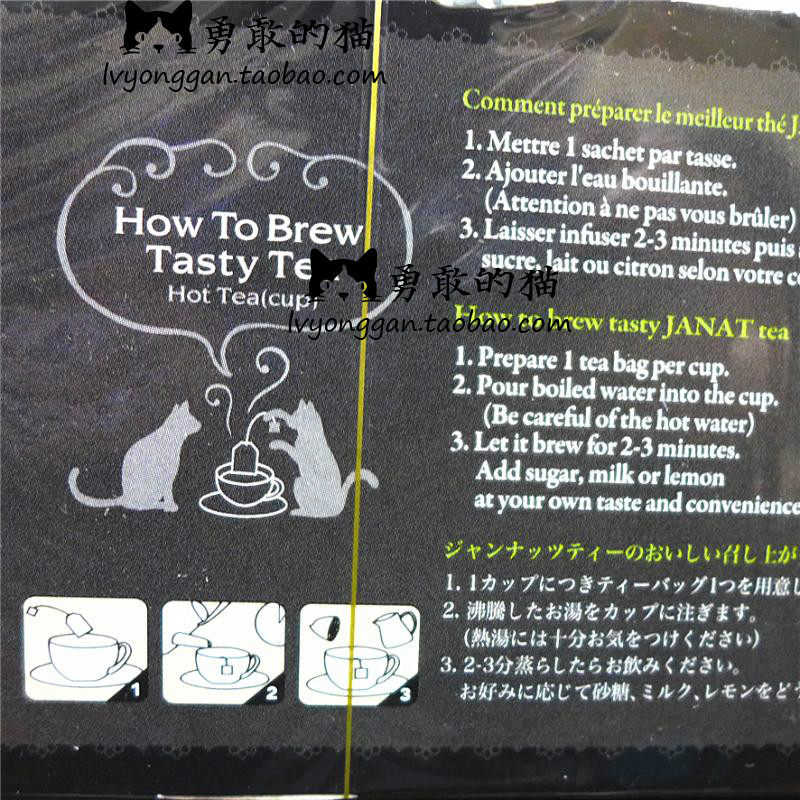 勇敢的猫
lvyonggan.taobao.com
How To Brew
Tasty
Hot Tea(cup)
勇敢的猫
lvyonggan.taobao.com
1
2
3
Comment préparer le meilleur thé
1. Mettre 1 sachet par tasse.
2. Ajouter l'eau bouillante.
(Attention à ne pas vous brûler)
3. Laisser infuser 2-3 minutes puis
sucre, lait ou citron selon votre
How to brew tasty JANAT tea
1. Prepare 1 tea bag per cup.
2. Pour boiled water into the cup.
(Be careful of the hot water)
3. Let it brew for 2-3 minutes.
Add sugar, milk or lemon
at your own taste and convenience
ジャンナッツティーのおいしい召し上が
1. 1カップにつきティーバッグ1つを用意し
2. 沸騰したお湯をカップに注ぎます。
(熱湯には十分お気をつけください)
3. 2-3分蒸らしたらお飲みください。
お好みに応じて砂糖、ミルク、レモンをど